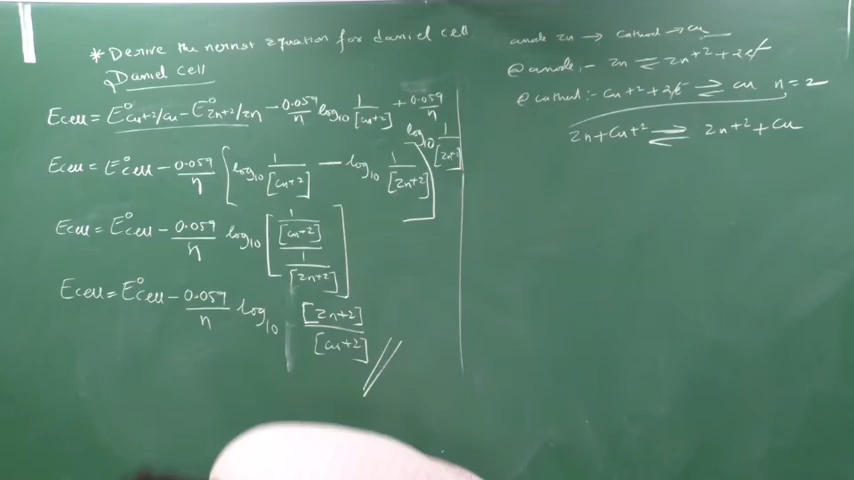 * Derive the nernst Equation for daniel cell
Daniel cell
Ecell = E°cu+2/cu - E°zn+2/zn - 0.059/n log10 1/[cu+2] + 0.059/n log10 1/[zn+2]
Ecell = E°cell - 0.059/n [log10 1/[cu+2] - log10 1/[zn+2]]
Ecell = E°cell - 0.059/n log10 [1/[cu+2] / 1/[zn+2]]
Ecell = E°cell - 0.059/n log10 [zn+2]/[cu+2]
anode zn → cathod → cu
@ anode :- zn ⇌ zn+2 + 2e
@ cathod :- cu+2 + 2e ⇌ cu n = 2
zn + cu+2 ⇌ zn+2 + cu